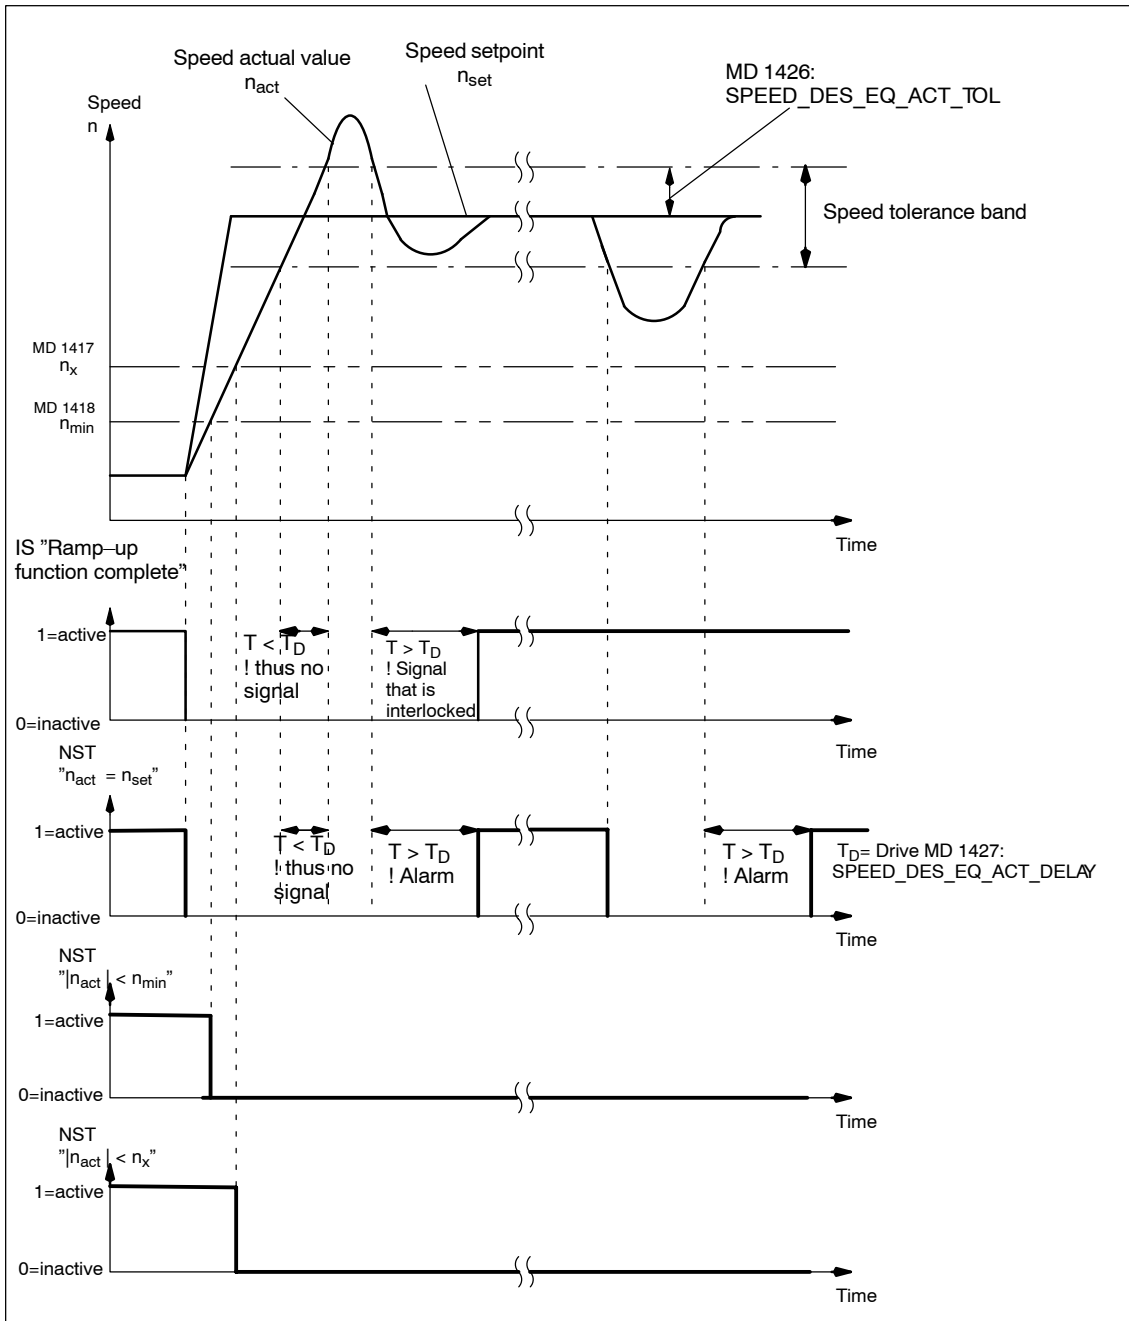 Speed actual value
nact
Speed setpoint
nset
MD 1426:
SPEED_DES_EQ_ACT_TOL
Speed
n
Speed tolerance band
MD 1417
nx
MD 1418
nmin
Time
IS "Ramp–up
function complete"
1=active
T < TD
! thus no
signal
T > TD
! Signal
that is
interlocked
0=inactive
Time
NST
"nact = nset"
1=active
T < TD
! thus no
signal
T > TD
! Alarm
T > TD
! Alarm
TD= Drive MD 1427:
SPEED_DES_EQ_ACT_DELAY
0=inactive
Time
NST
"|nact| < nmin"
1=active
0=inactive
Time
NST
"|nact| < nx"
1=active
0=inactive
Time